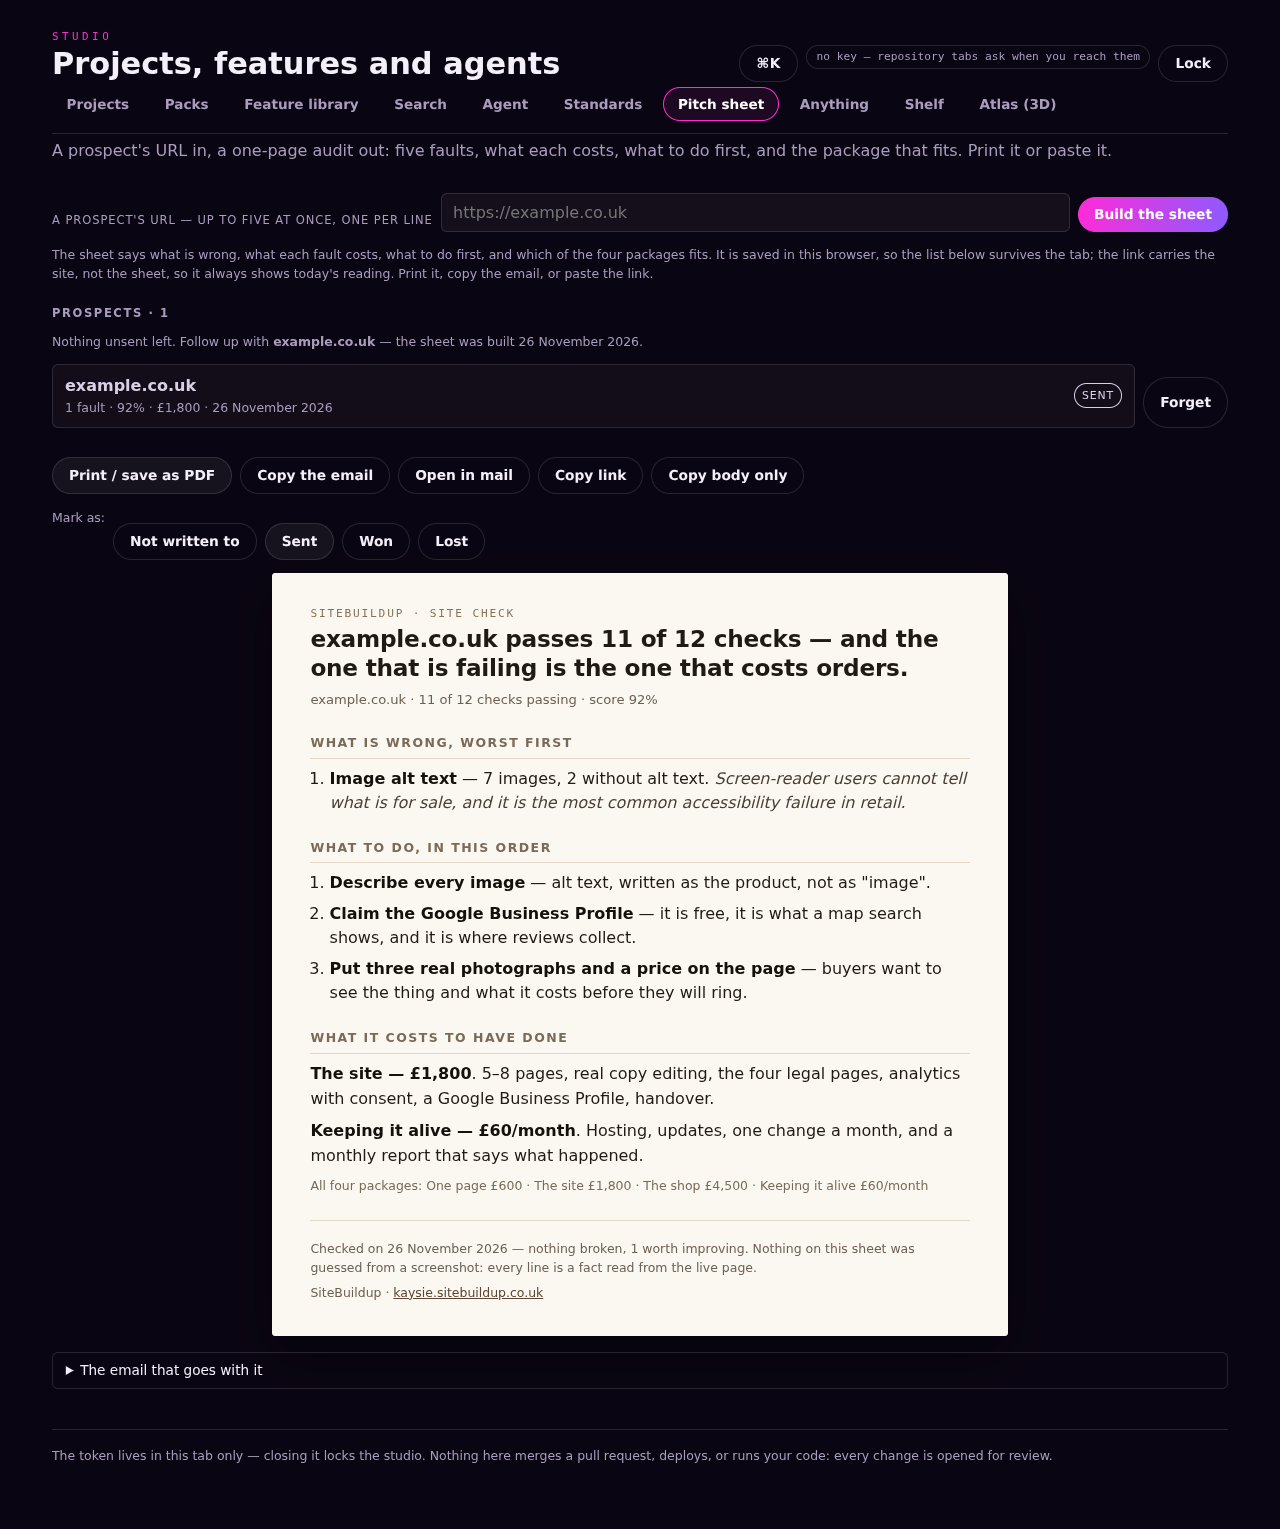 STUDIO
Projects, features and agents
⌘K
no key — repository tabs ask when you reach them
Lock
Projects
Packs
Feature library
Search
Agent
Standards
Pitch sheet
Anything
Shelf
Atlas (3D)
A prospect's URL in, a one-page audit out: five faults, what each costs, what to do first, and the package that fits. Print it or paste it.
A PROSPECT'S URL — UP TO FIVE AT ONCE, ONE PER LINE
https://example.co.uk
Build the sheet
The sheet says what is wrong, what each fault costs, what to do first, and which of the four packages fits. It is saved in this browser, so the list below survives the tab; the link carries the
site, not the sheet, so it always shows today's reading. Print it, copy the email, or paste the link.
PROSPECTS · 1
Nothing unsent left. Follow up with example.co.uk — the sheet was built 26 November 2026.
example.co.uk
1 fault · 92% · £1,800 · 26 November 2026
SENT
Forget
Print / save as PDF
Copy the email
Open in mail
Copy link
Copy body only
Mark as:
Not written to
Sent
Won
Lost
SITEBUILDUP · SITE CHECK
example.co.uk passes 11 of 12 checks — and the
one that is failing is the one that costs orders.
example.co.uk · 11 of 12 checks passing · score 92%
WHAT IS WRONG, WORST FIRST
1. Image alt text — 7 images, 2 without alt text. Screen-reader users cannot tell
what is for sale, and it is the most common accessibility failure in retail.
WHAT TO DO, IN THIS ORDER
1. Describe every image — alt text, written as the product, not as "image".
2. Claim the Google Business Profile — it is free, it is what a map search
shows, and it is where reviews collect.
3. Put three real photographs and a price on the page — buyers want to
see the thing and what it costs before they will ring.
WHAT IT COSTS TO HAVE DONE
The site — £1,800. 5–8 pages, real copy editing, the four legal pages, analytics
with consent, a Google Business Profile, handover.
Keeping it alive — £60/month. Hosting, updates, one change a month, and a
monthly report that says what happened.
All four packages: One page £600 · The site £1,800 · The shop £4,500 · Keeping it alive £60/month
Checked on 26 November 2026 — nothing broken, 1 worth improving. Nothing on this sheet was
guessed from a screenshot: every line is a fact read from the live page.
SiteBuildup · kaysie.sitebuildup.co.uk
▶ The email that goes with it
The token lives in this tab only — closing it locks the studio. Nothing here merges a pull request, deploys, or runs your code: every change is opened for review.